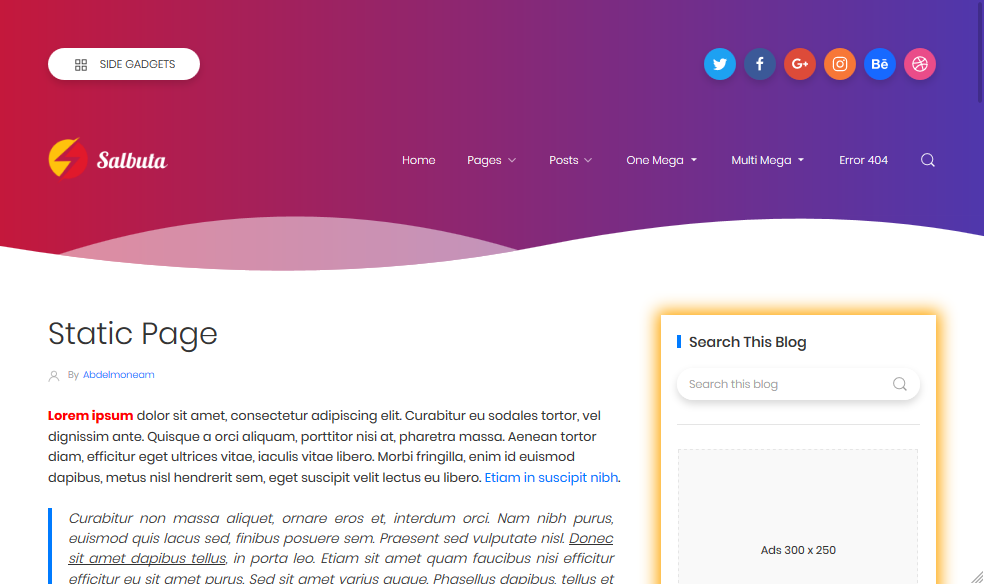 SIDE GADGETS
Bē
Salbuta
Home Pages Posts One Mega Multi Mega Error 404
Static Page
By Abdelmoneam
Lorem ipsum dolor sit amet, consectetur adipiscing elit. Curabitur eu sodales tortor, vel
dignissim ante. Quisque a orci aliquam, porttitor nisi at, pharetra massa. Aenean tortor
diam, efficitur eget ultrices vitae, iaculis vitae libero. Morbi fringilla, enim id euismod
dapibus, metus nisl hendrerit sem, eget suscipit velit lectus eu libero. Etiam in suscipit nibh.
Curabitur non massa aliquet, ornare eros et, interdum orci. Nam nibh purus,
euismod quis lacus sed, finibus posuere sem. Praesent sed vulputate nisl. Donec
sit amet dapibus tellus, in porta leo. Etiam sit amet quam faucibus nisi efficitur
efficitur eu sit amet purus. Sed sit amet varius augue. Phasellus dapibus, tellus et
Search This Blog
Search this blog
Ads 300 x 250